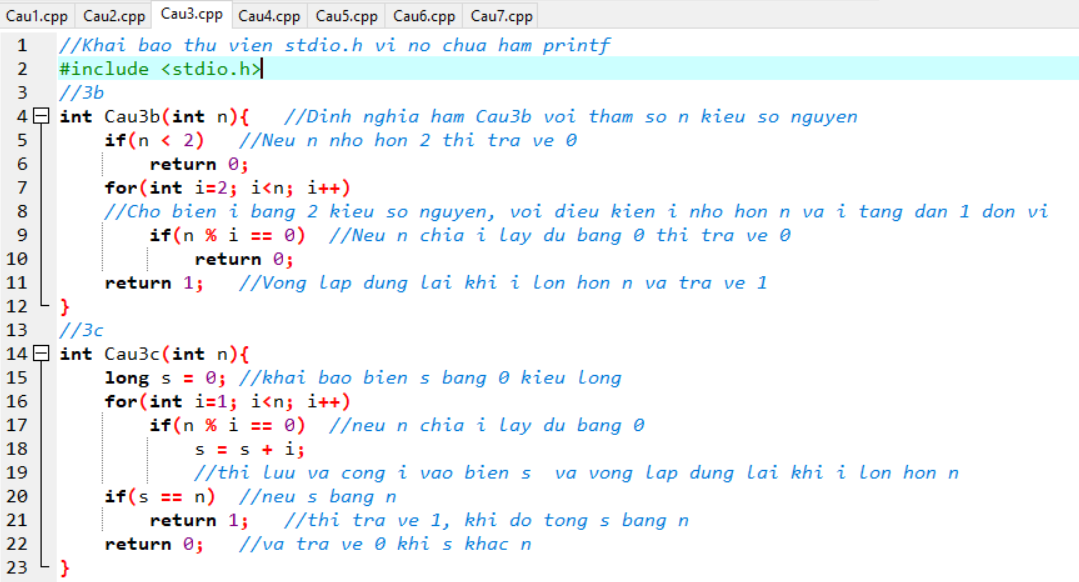 Cau1.cpp Cau2.cpp Cau3.cpp Cau4.cpp Cau5.cpp Cau6.cpp Cau7.cpp
1 //Khai bao thu vien stdio.h vi no chua ham printf
2 #include <stdio.h>
3 //3b
4 int Cau3b(int n){ //Dinh nghia ham Cau3b voi tham so n kieu so nguyen
5 if(n < 2) //Neu n nho hon 2 thi tra ve 0
6 return 0;
7 for(int i=2; i<n; i++)
8 //Cho bien i bang 2 kieu so nguyen, voi dieu kien i nho hon n va i tang dan 1 don vi
9 if(n % i == 0) //Neu n chia i lay du bang 0 thi tra ve 0
10 return 0;
11 return 1; //Vong lap dung lai khi i lon hon n va tra ve 1
12 }
13 //3c
14 int Cau3c(int n){
15 long s = 0; //khai bao bien s bang 0 kieu long
16 for(int i=1; i<n; i++)
17 if(n % i == 0) //neu n chia i lay du bang 0
18 s = s + i;
19 //thi luu va cong i vao bien s va vong lap dung lai khi i lon hon n
20 if(s == n) //neu s bang n
21 return 1; //thi tra ve 1, khi do tong s bang n
22 return 0; //va tra ve 0 khi s khac n
23 }